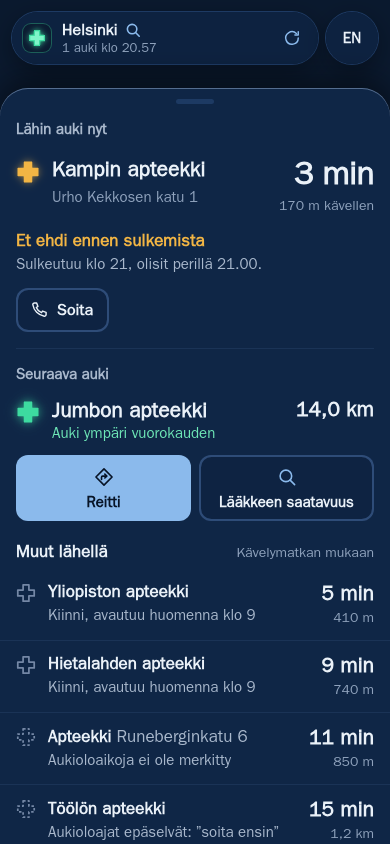 Helsinki
1 auki klo 20.57
EN
Lähin auki nyt
Kampin apteekki
3 min
Urho Kekkosen katu 1
170 m kävellen
Et ehdi ennen sulkemista
Sulkeutuu klo 21, olisit perillä 21.00.
Soita
Seuraava auki
Jumbon apteekki
14,0 km
Auki ympäri vuorokauden
Reitti
Lääkkeen saatavuus
Muut lähellä
Kävelymatkan mukaan
Yliopiston apteekki
5 min
Kiinni, avautuu huomenna klo 9
410 m
Hietalahden apteekki
9 min
Kiinni, avautuu huomenna klo 9
740 m
Apteekki Runeberginkatu 6
11 min
Aukioloaikoja ei ole merkitty
850 m
Töölön apteekki
15 min
Aukioloajat epäselvät: ”soita ensin”
1,2 km